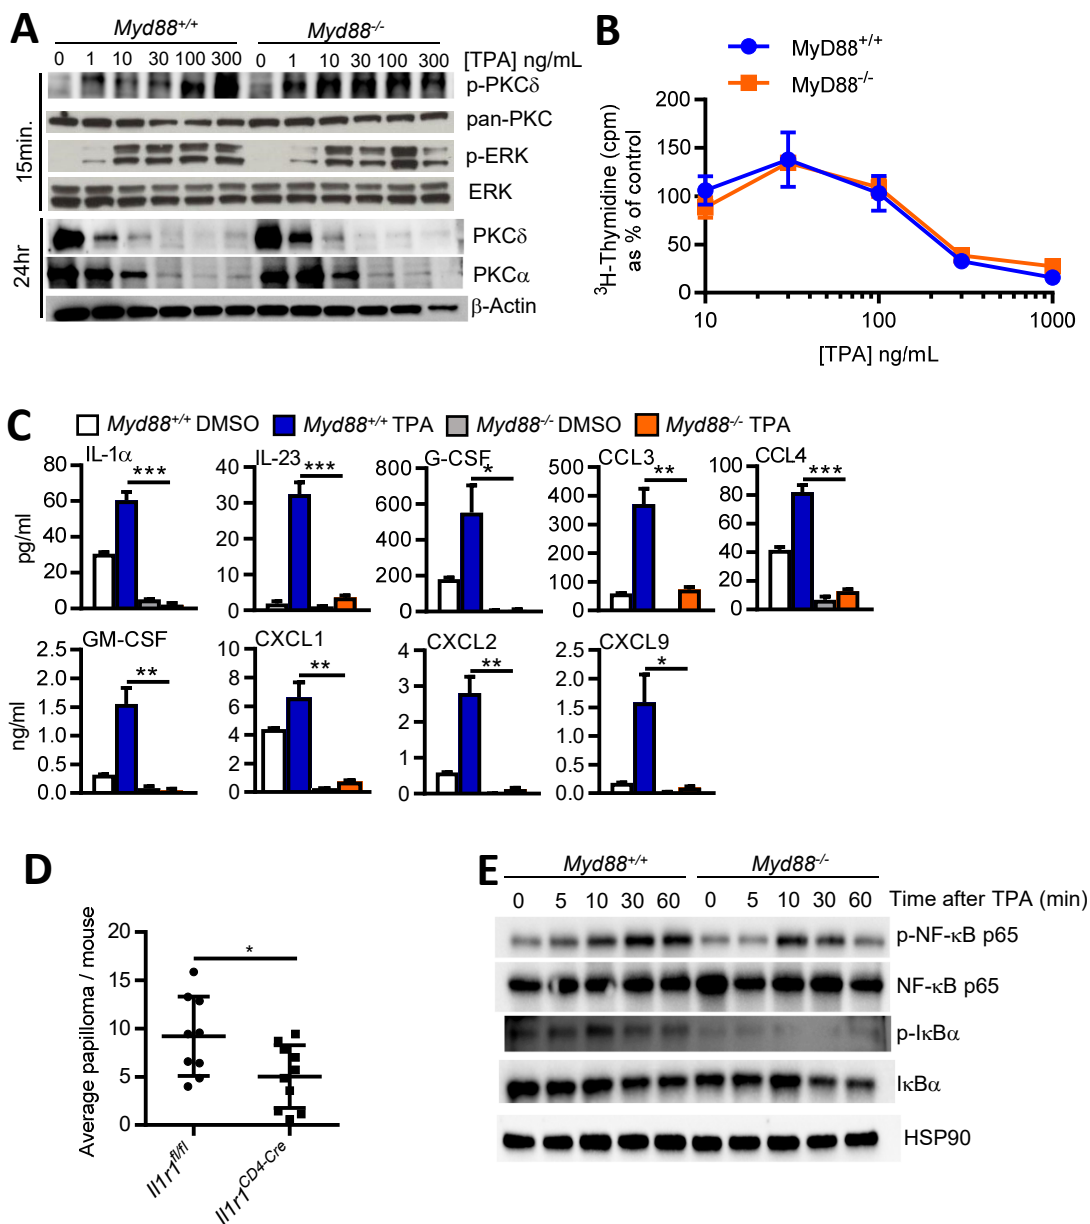 A
Myd88+/+ Myd88-/-
0 1 10 30 100 300 0 1 10 30 100 300 [TPA] ng/mL
15min.
p-PKCδ
pan-PKC
p-ERK
ERK
24hr
PKCδ
PKCα
β-Actin
B
MyD88+/+
MyD88-/-
3H-Thymidine (cpm)
as % of control
200
150
100
50
0
10 100 1000
[TPA] ng/mL
C
Myd88+/+ DMSO Myd88+/+ TPA Myd88-/- DMSO Myd88-/- TPA
pg/ml
IL-1α
80
60
40
20
0
***
IL-23
40
30
20
10
0
***
G-CSF
800
600
400
200
0
*
CCL3
500
400
300
200
100
0
**
CCL4
100
80
60
40
20
0
***
ng/ml
GM-CSF
2.5
2.0
1.5
1.0
0.5
0.0
**
CXCL1
10
8
6
4
2
0
**
CXCL2
4
3
2
1
0
**
CXCL9
2.5
2.0
1.5
1.0
0.5
0.0
*
D
Average papilloma / mouse
20
15
10
5
0
*
Il1r1fl/fl
Il1r1CD4-Cre
E
Myd88+/+ Myd88-/-
0 5 10 30 60 0 5 10 30 60 Time after TPA (min)
p-NF-κB p65
NF-κB p65
p-IκBα
IκBα
HSP90